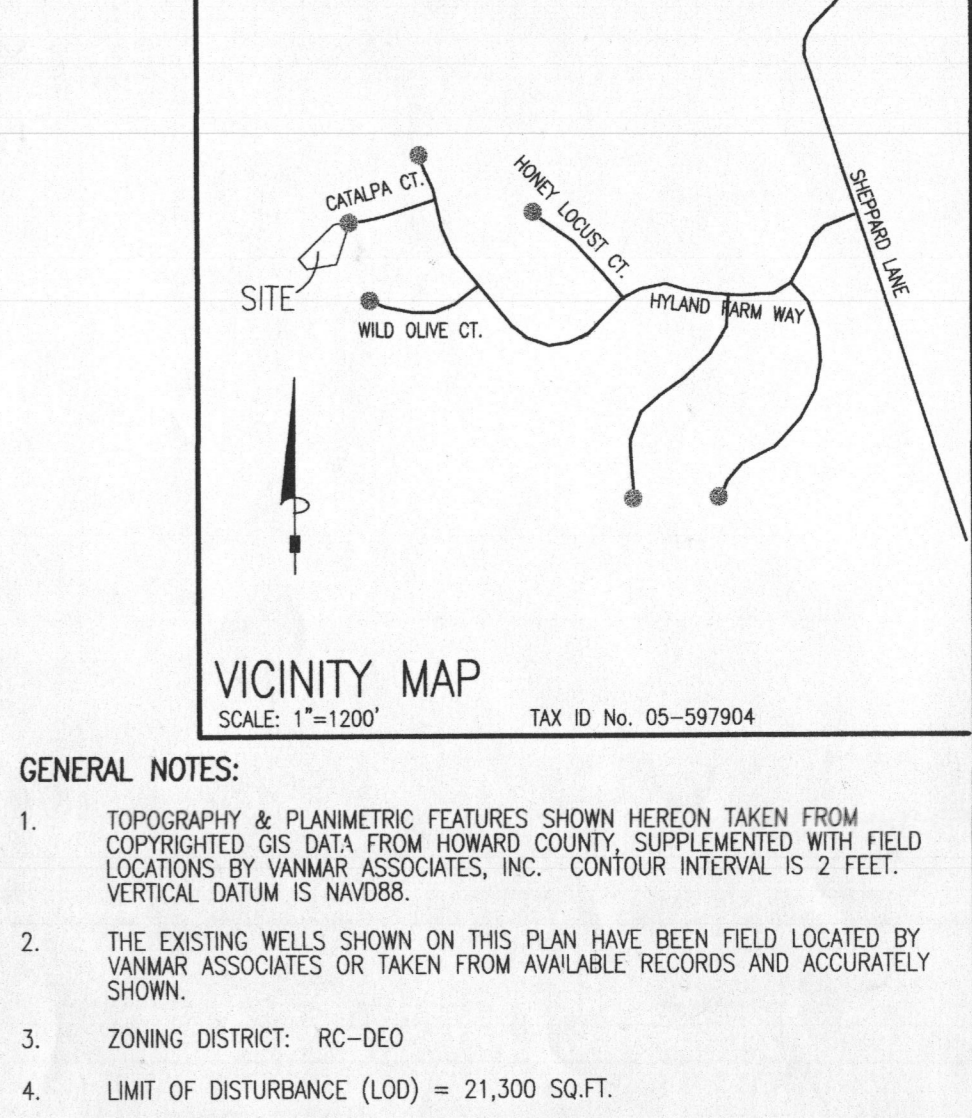 CATALPA CT.
HONEY LOCUST CT.
SHEPPARD LANE
SITE
HYLAND FARM WAY
WILD OLIVE CT.
VICINITY MAP
SCALE: 1"=1200'
TAX ID No. 05-597904
GENERAL NOTES:
1. TOPOGRAPHY & PLANIMETRIC FEATURES SHOWN HEREON TAKEN FROM
COPYRIGHTED GIS DATA FROM HOWARD COUNTY, SUPPLEMENTED WITH FIELD
LOCATIONS BY VANMAR ASSOCIATES, INC. CONTOUR INTERVAL IS 2 FEET.
VERTICAL DATUM IS NAVD88.
2. THE EXISTING WELLS SHOWN ON THIS PLAN HAVE BEEN FIELD LOCATED BY
VANMAR ASSOCIATES OR TAKEN FROM AVAILABLE RECORDS AND ACCURATELY
SHOWN.
3. ZONING DISTRICT: RC-DEO
4. LIMIT OF DISTURBANCE (LOD) = 21,300 SQ.FT.